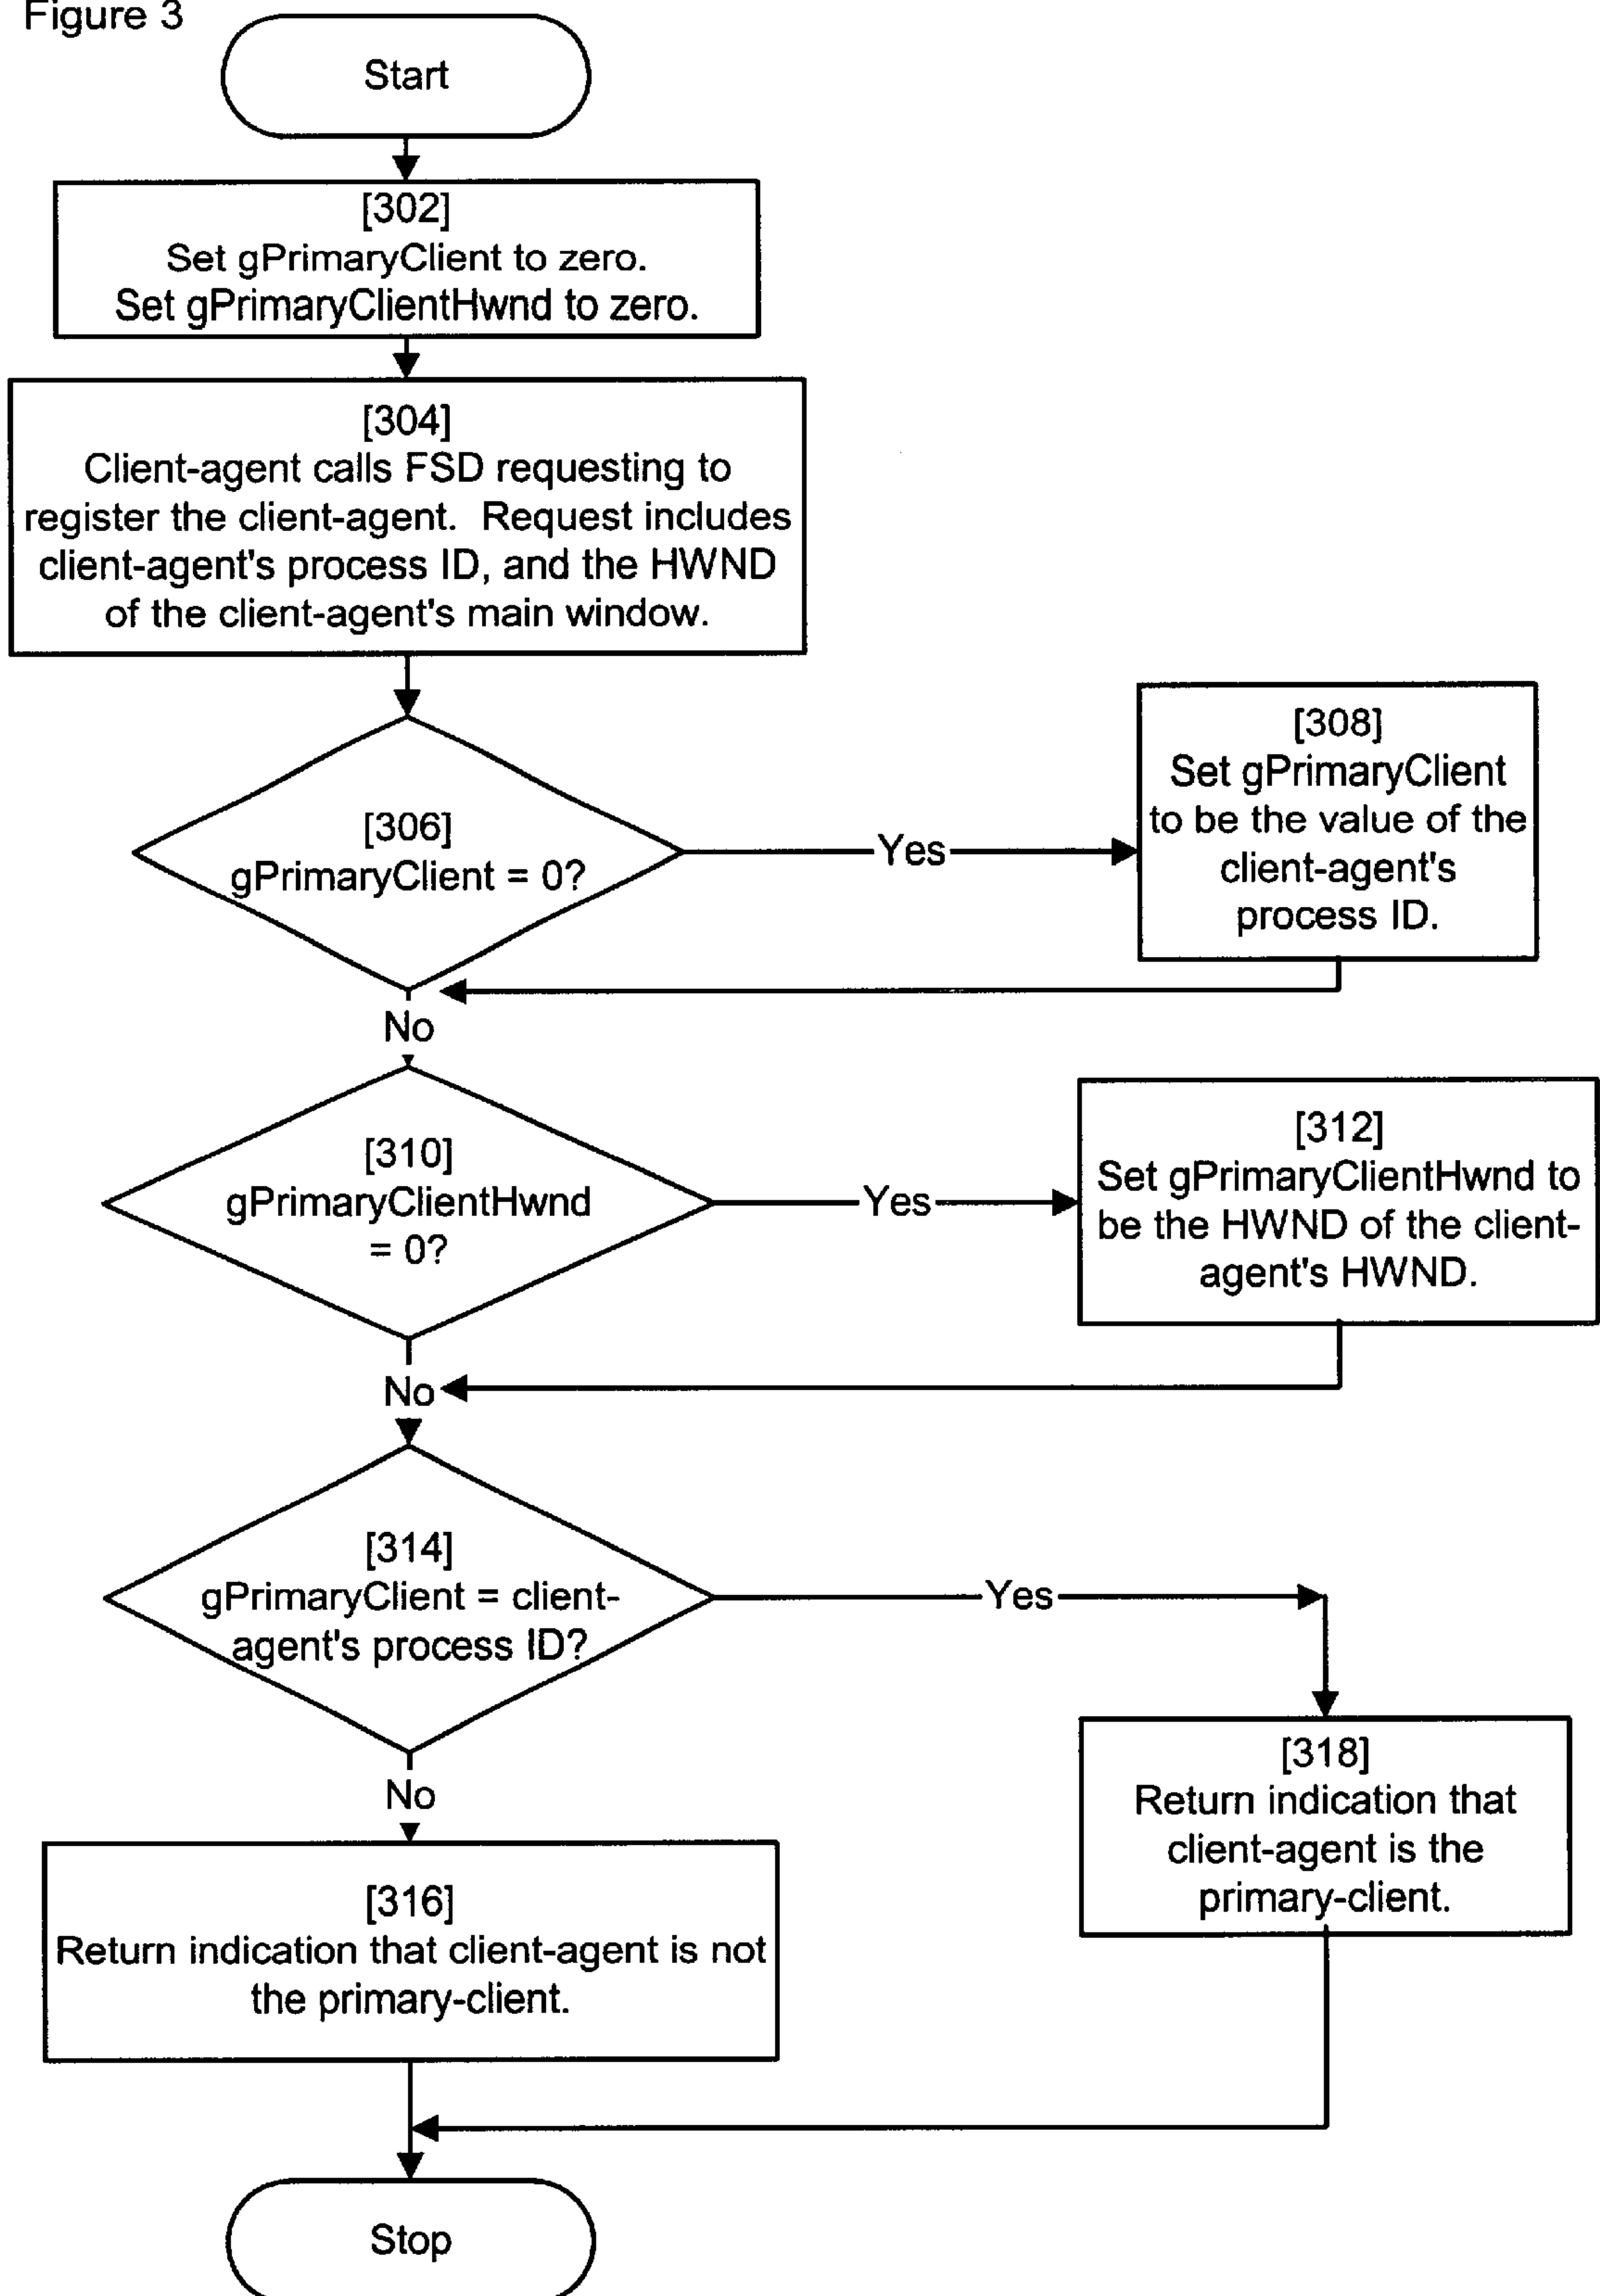 Figure 3
Start
[302]
Set gPrimaryClient to zero.
Set gPrimaryClientHwnd to zero.
[304]
Client-agent calls FSD requesting to
register the client-agent.  Request includes
client-agent's process ID, and the HWND
of the client-agent's main window.
[306]
gPrimaryClient = 0?
Yes
[308]
Set gPrimaryClient
to be the value of the
client-agent's
process ID.
No
[310]
gPrimaryClientHwnd
= 0?
Yes
[312]
Set gPrimaryClientHwnd to
be the HWND of the client-
agent's HWND.
No
[314]
gPrimaryClient = client-
agent's process ID?
Yes
[318]
Return indication that
client-agent is the
primary-client.
No
[316]
Return indication that client-agent is not
the primary-client.
Stop